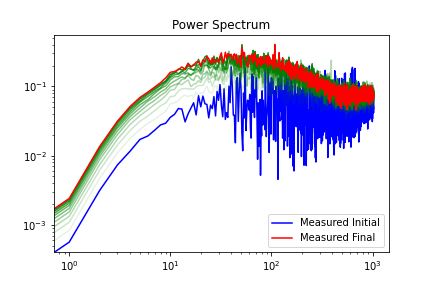 Power Spectrum
10⁻¹
10⁻²
10⁻³
10⁰
10¹
10²
10³
Measured Initial
Measured Final